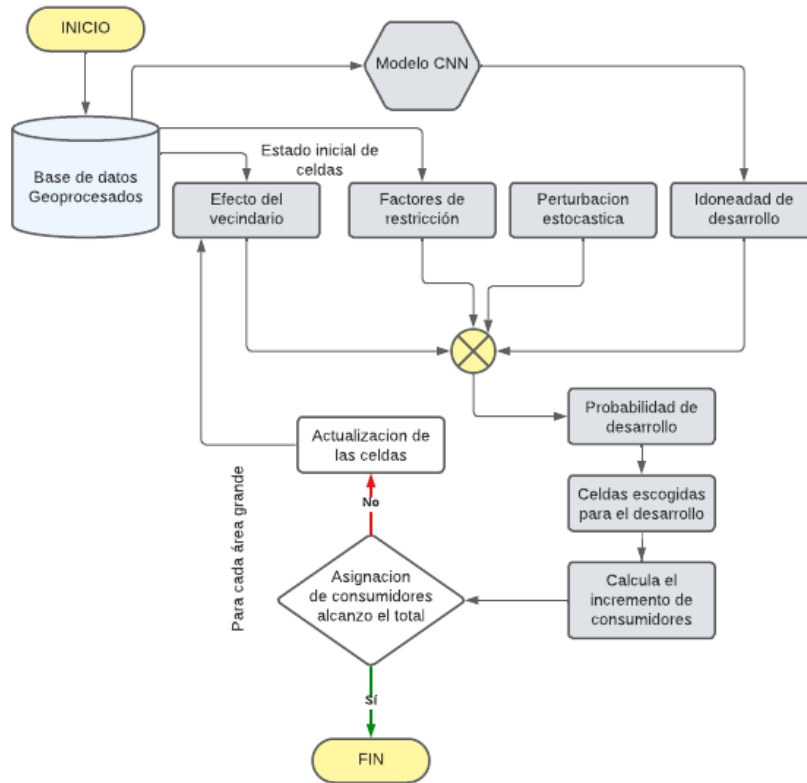 INICIO
Modelo CNN
Base de datos
Geoprocesados
Estado inicial de
celdas
Efecto del
vecindario
Factores de
restricción
Perturbacion
estocastica
Idoneadad de
desarrollo
Probabilidad de
desarrollo
Actualizacion de
las celdas
Celdas escogidas
para el desarrollo
No
Para cada área grande
Asignacion
de consumidores
alcanzo el total
Calcula el
incremento de
consumidores
Sí
FIN